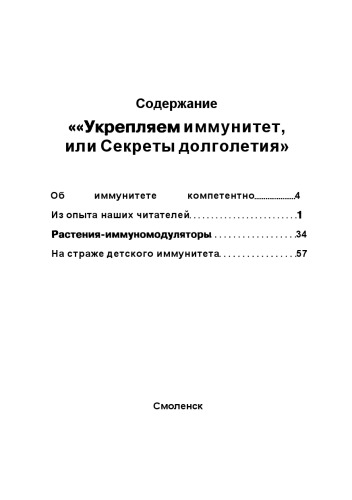 Содержание
««Укрепляем иммунитет,
или Секреты долголетия»
Об иммунитете компетентно....................4
Из опыта наших читателей.........................1
Растения-иммуномодуляторы....................34
На страже детского иммунитета..................57
Смоленск